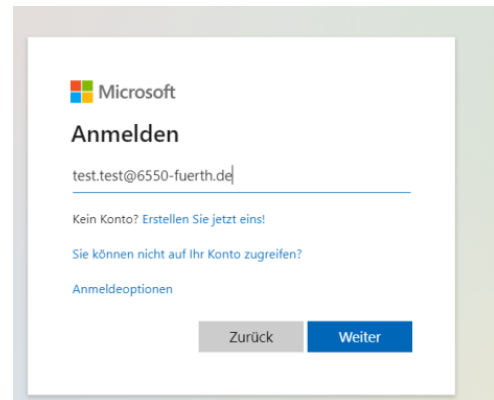 Microsoft
Anmelden
test.test@6550-fuerth.de
Kein Konto? Erstellen Sie jetzt eins!
Sie können nicht auf Ihr Konto zugreifen?
Anmeldeoptionen
Zurück Weiter